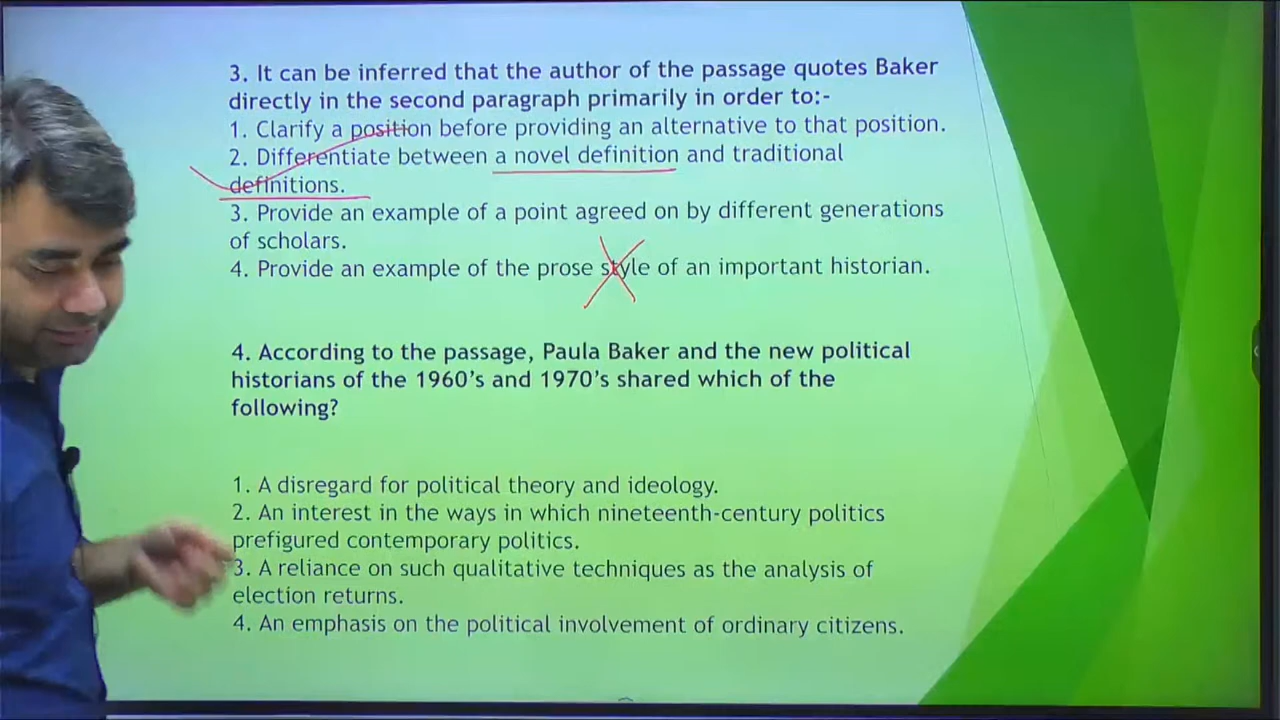 3. It can be inferred that the author of the passage quotes Baker
directly in the second paragraph primarily in order to:-
1. Clarify a position before providing an alternative to that position.
2. Differentiate between a novel definition and traditional
definitions.
3. Provide an example of a point agreed on by different generations
of scholars.
4. Provide an example of the prose style of an important historian.
4. According to the passage, Paula Baker and the new political
historians of the 1960’s and 1970’s shared which of the
following?
1. A disregard for political theory and ideology.
2. An interest in the ways in which nineteenth-century politics
prefigured contemporary politics.
3. A reliance on such qualitative techniques as the analysis of
election returns.
4. An emphasis on the political involvement of ordinary citizens.